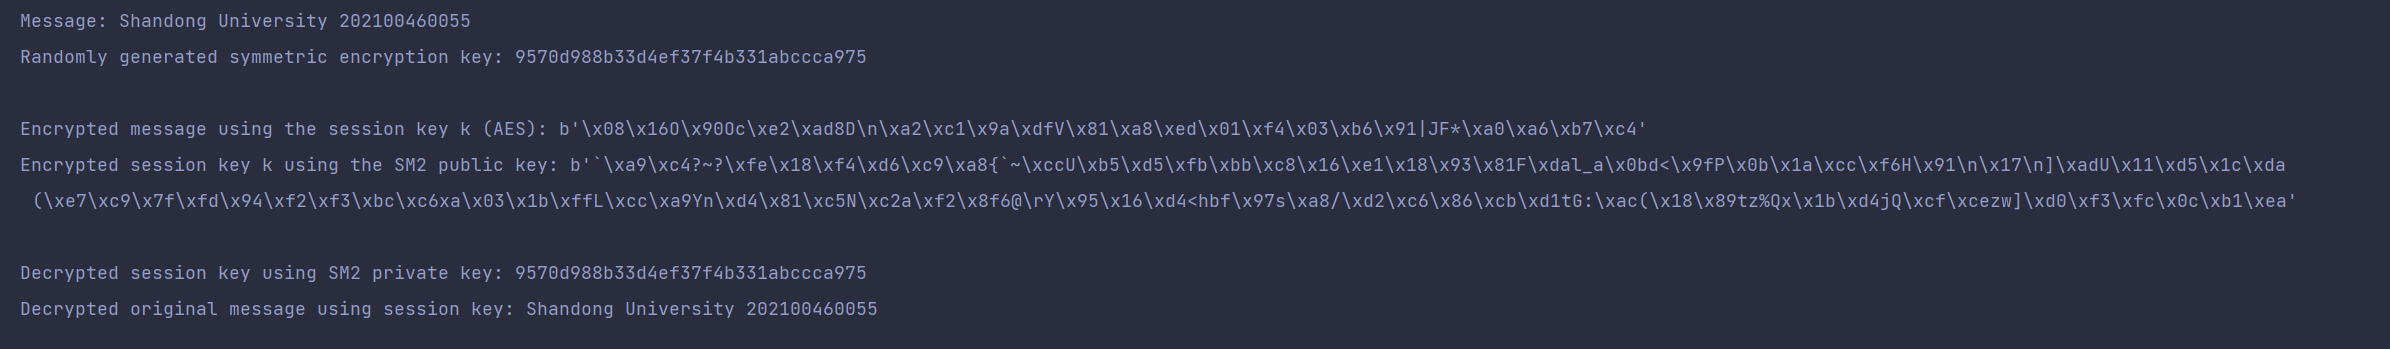 Message: Shandong University 202100460055
Randomly generated symmetric encryption key: 9570d988b33d4ef37f4b331abccca975
Encrypted message using the session key k (AES): b'\x08\x16O\x90Oc\xe2\xad8D\n\xa2\xc1\x9a\xdfV\x81\xa8\xed\x01\xf4\x03\xb6\x91|JF*\xa0\xa6\xb7\xc4'
Encrypted session key k using the SM2 public key: b'`\xa9\xc4?~?\xfe\x18\xf4\xd6\xc9\xa8{`~\xccU\xb5\xd5\xfb\xbb\xc8\x16\xe1\x18\x93\x81F\xdal_a\x0bd<\x9fP\x0b\x1a\xcc\xf6H\x91\n\x17\n]\xadU\x11\xd5\x1c\xda
(\xe7\xc9\x7f\xfd\x94\xf2\xf3\xbc\xc6xa\x03\x1b\xffL\xcc\xa9Yn\xd4\x81\xc5N\xc2a\xf2\x8f6@\rY\x95\x16\xd4<hbf\x97s\xa8/\xd2\xc6\x86\xcb\xd1tG:\xac(\x18\x89tz%Qx\x1b\xd4jQ\xcf\xcezw]\xd0\xf3\xfc\x0c\xb1\xea'
Decrypted session key using SM2 private key: 9570d988b33d4ef37f4b331abccca975
Decrypted original message using session key: Shandong University 202100460055